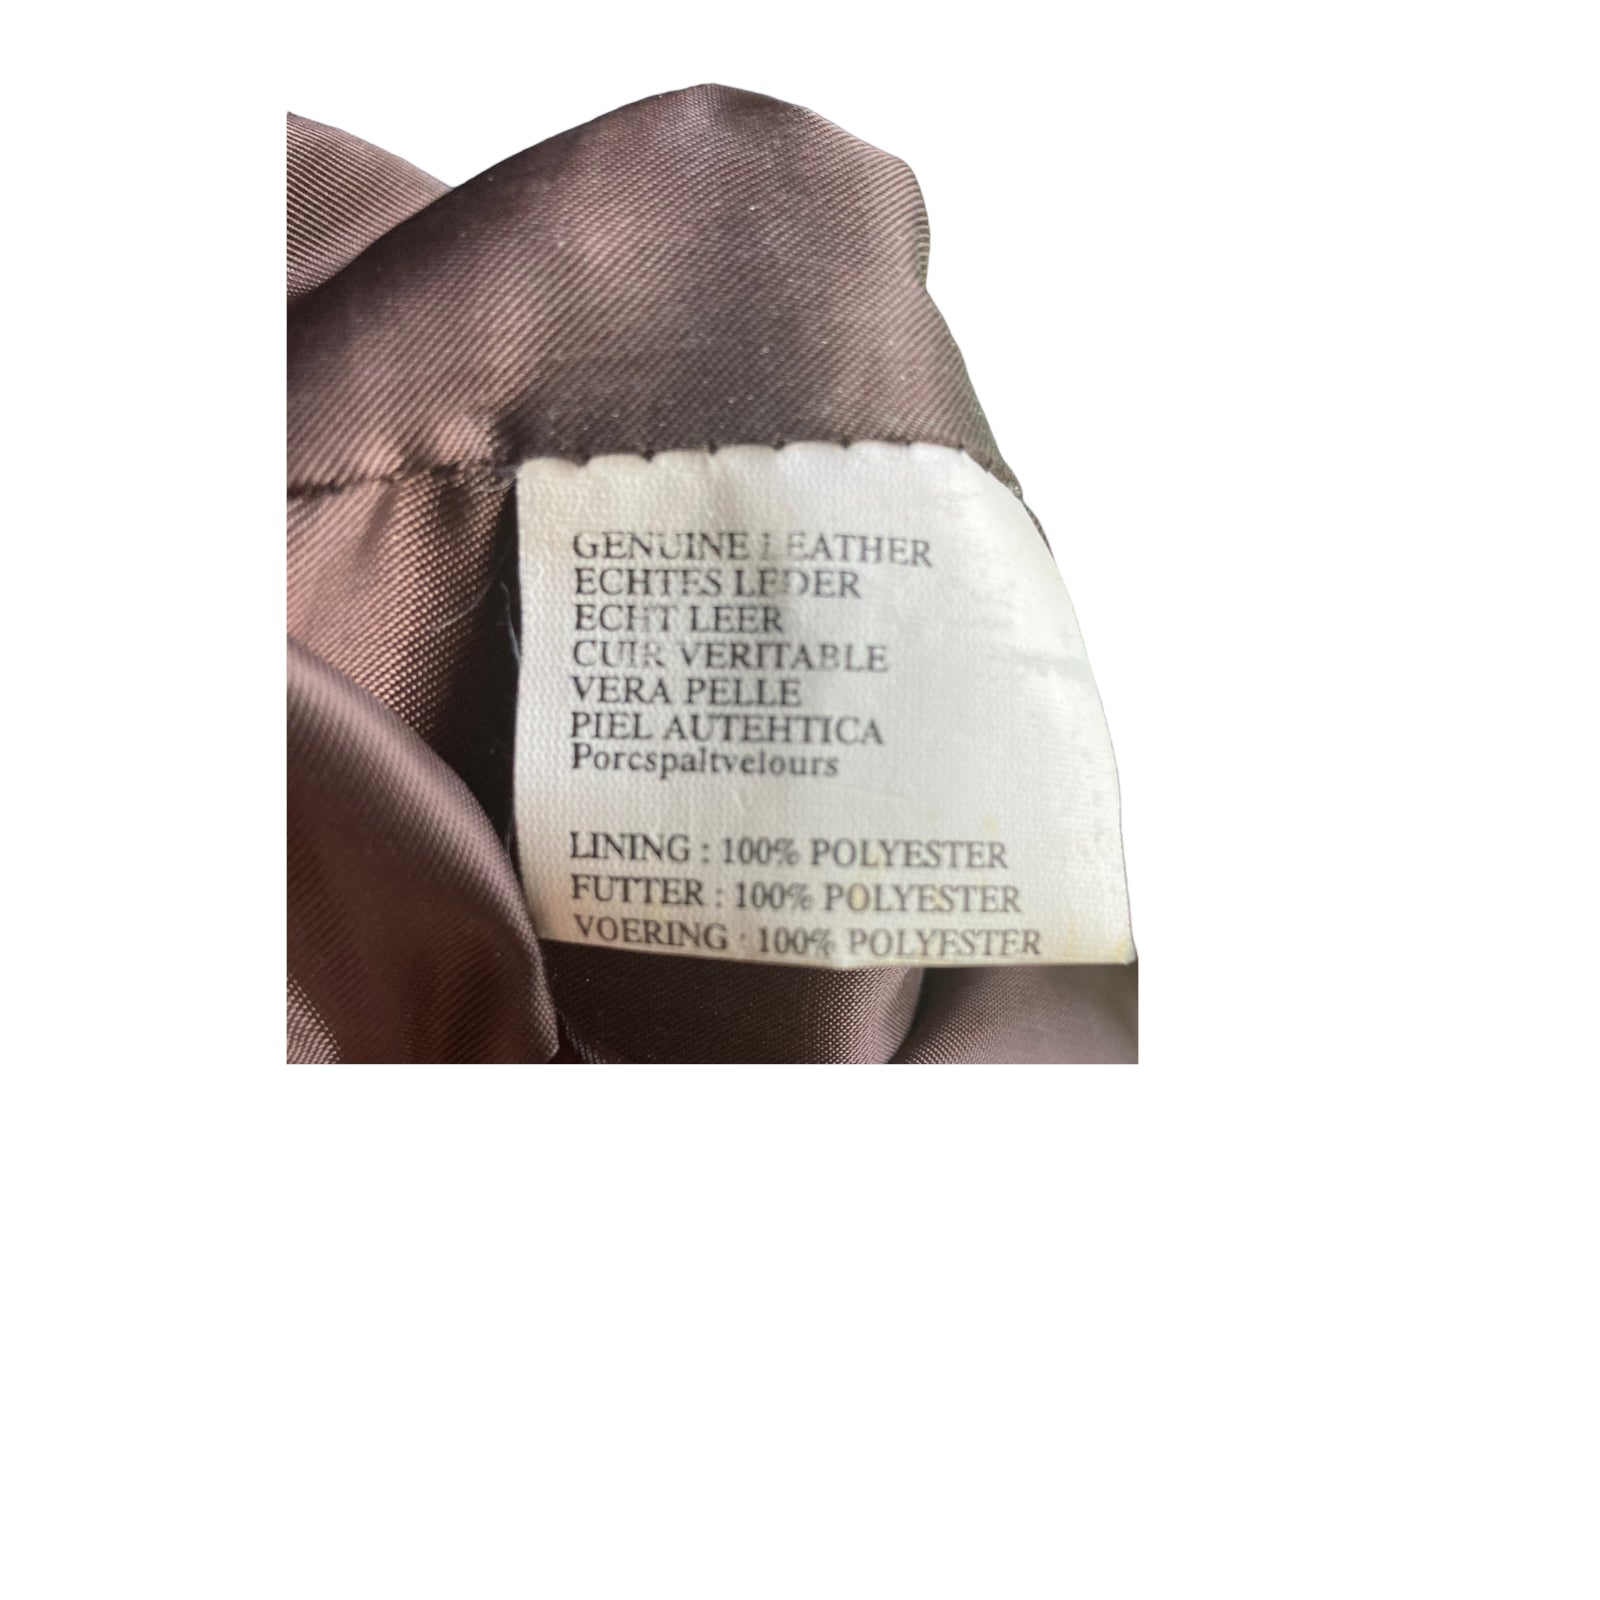 GENUINE LEATHER
ECHTES LEDER
ECHT LEER
CUIR VERITABLE
VERA PELLE
PIEL AUTEHTICA
Porcspaltvelours
LINING : 100% POLYESTER
FUTTER : 100% POLYESTER
VOERING : 100% POLYESTER